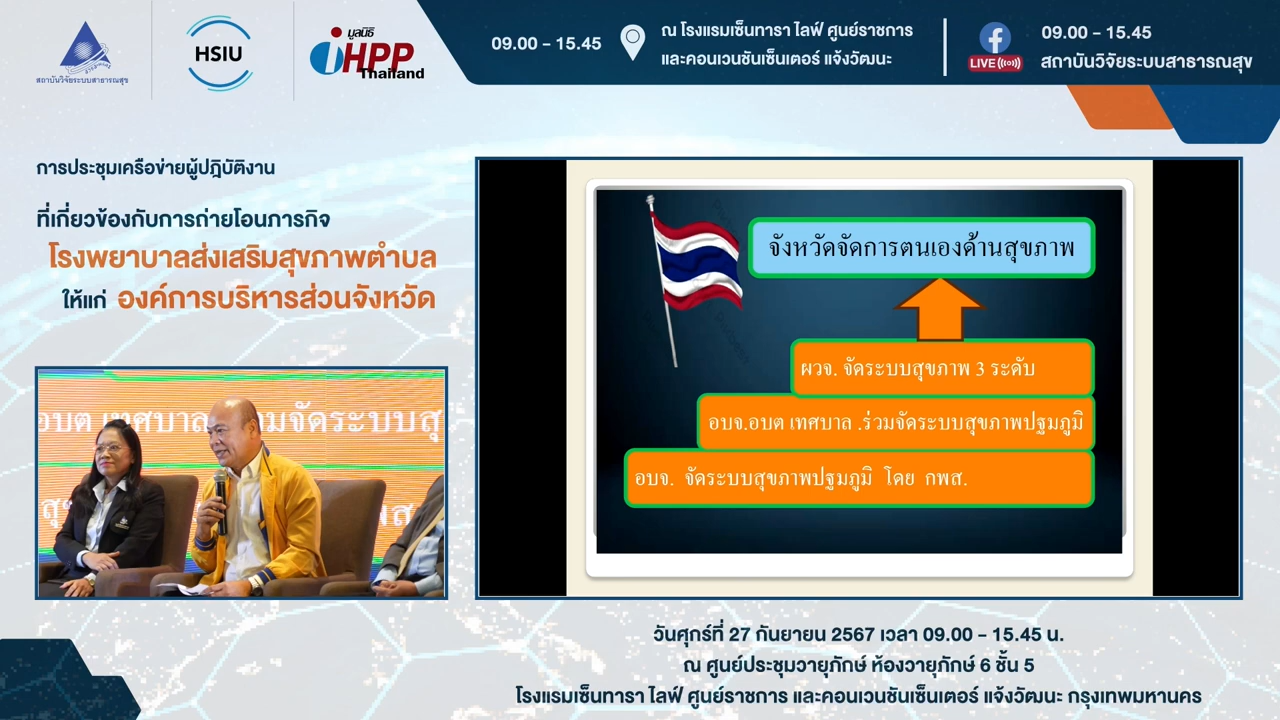 สถาบันวิจัยระบบสาธารณสุข
HSIU
มูลนิธิ
iHPP
Thailand
09.00 - 15.45
ณ โรงแรมเซ็นทารา ไลฟ์ ศูนย์ราชการ
และคอนเวนชันเซ็นเตอร์ แจ้งวัฒนะ
LIVE
09.00 - 15.45
สถาบันวิจัยระบบสาธารณสุข
การประชุมเครือข่ายผู้ปฏิบัติงาน
ที่เกี่ยวข้องกับการถ่ายโอนภารกิจ
โรงพยาบาลส่งเสริมสุขภาพตำบล
ให้แก่ องค์การบริหารส่วนจังหวัด
จังหวัดจัดการตนเองด้านสุขภาพ
ผวจ. จัดระบบสุขภาพ 3 ระดับ
อบจ.อบต เทศบาล .ร่วมจัดระบบสุขภาพปฐมภูมิ
อบจ. จัดระบบสุขภาพปฐมภูมิ โดย กพส.
อบต เทศบาล
วมจัดระบบสุ
วันศุกร์ที่ 27 กันยายน 2567 เวลา 09.00 - 15.45 น.
ณ ศูนย์ประชุมวายุภักษ์ ห้องวายุภักษ์ 6 ชั้น 5
โรงแรมเซ็นทารา ไลฟ์ ศูนย์ราชการ และคอนเวนชันเซ็นเตอร์ แจ้งวัฒนะ กรุงเทพมหานคร